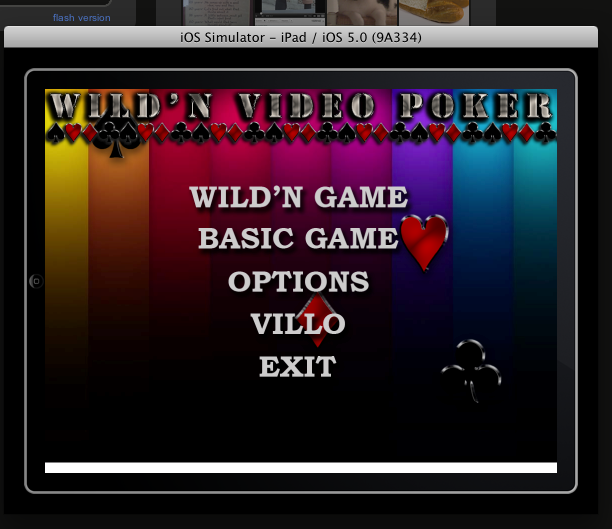 flash version
iOS Simulator – iPad / iOS 5.0 (9A334)
WILD'N VIDEO POKER
WILD'N GAME
BASIC GAME
OPTIONS
VILLO
EXIT